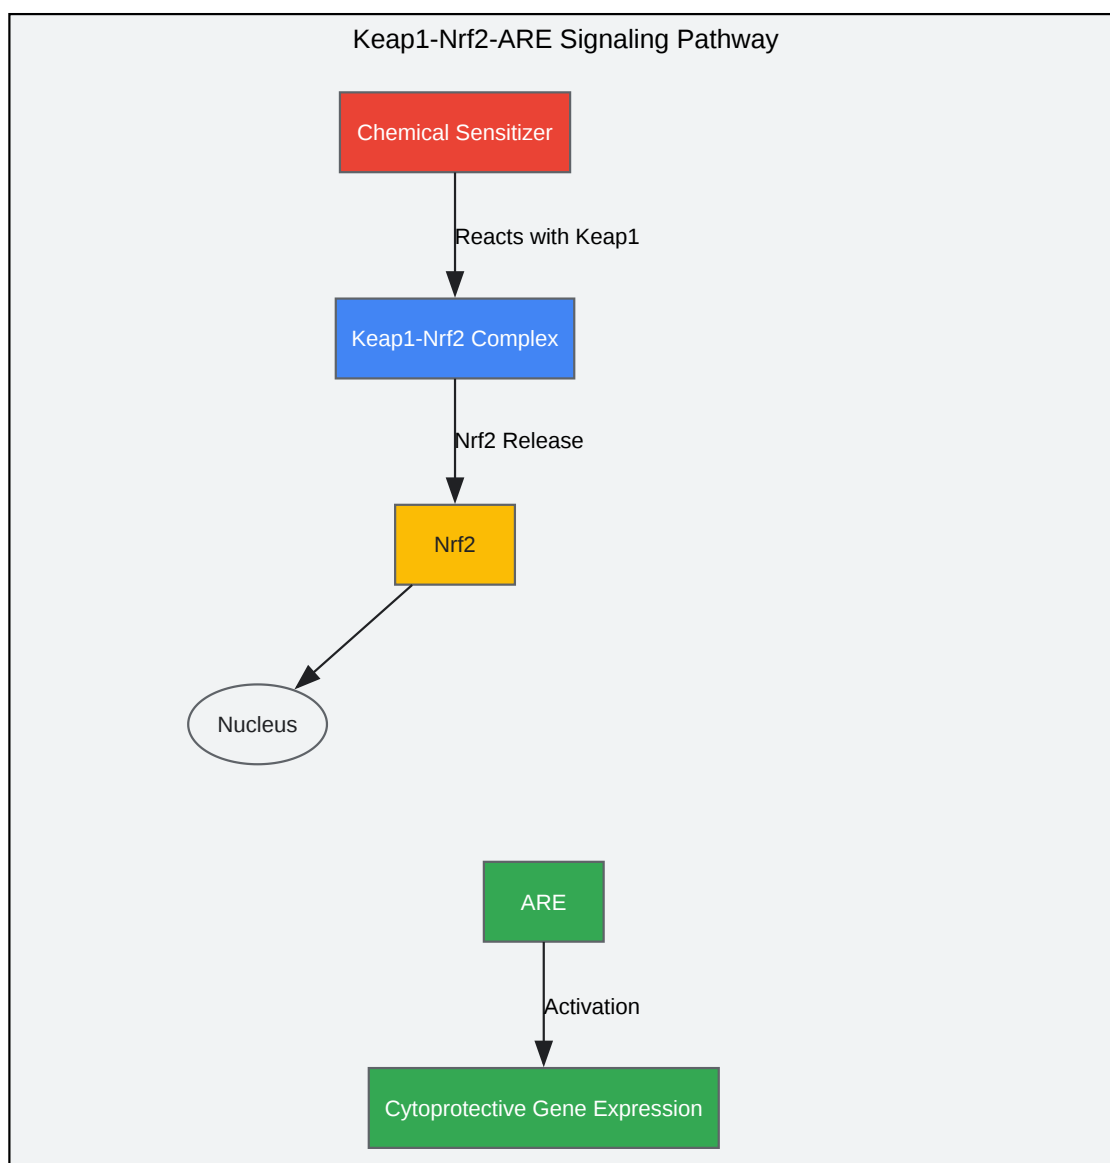 Keap1-Nrf2-ARE Signaling Pathway
Chemical Sensitizer
Reacts with Keap1
Keap1-Nrf2 Complex
Nrf2 Release
Nrf2
Nucleus
ARE
Activation
Cytoprotective Gene Expression